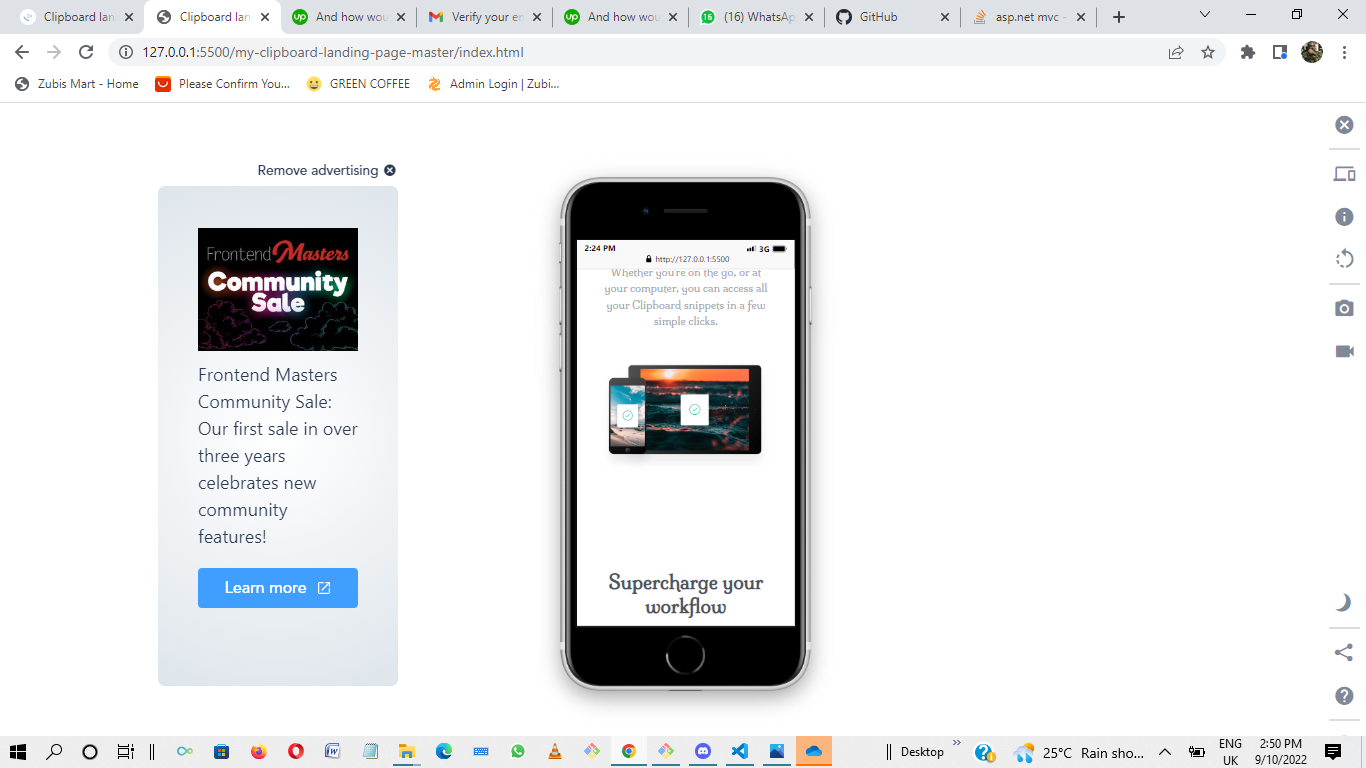 Clipboard lan
Clipboard lan
And how wou
Verify your em
And how wou
(16) WhatsAp
GitHub
asp.net mvc -
127.0.0.1:5500/my-clipboard-landing-page-master/index.html
Zubis Mart - Home
Please Confirm You...
GREEN COFFEE
Admin Login | Zubi...
Remove advertising
Frontend Masters
Community
Sale
Frontend Masters
Community Sale:
Our first sale in over
three years
celebrates new
community
features!
Learn more
2:24 PM
3G
http://127.0.0.1:5500
Whether you're on the go, or at
your computer, you can access all
your Clipboard snippets in a few
simple clicks.
Supercharge your
workflow
Desktop
25°C Rain sho...
ENG
UK
2:50 PM
9/10/2022